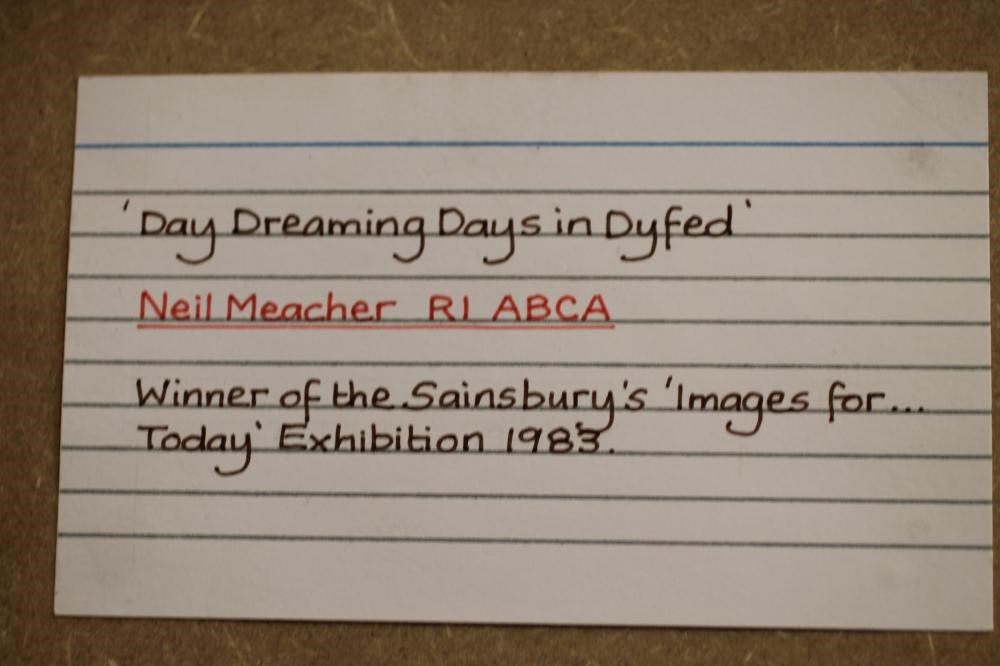 'Day Dreaming Days in Dyfed'
Neil Meacher RI ABCA
Winner of the Sainsbury's 'Images for...
Today' Exhibition 1983.